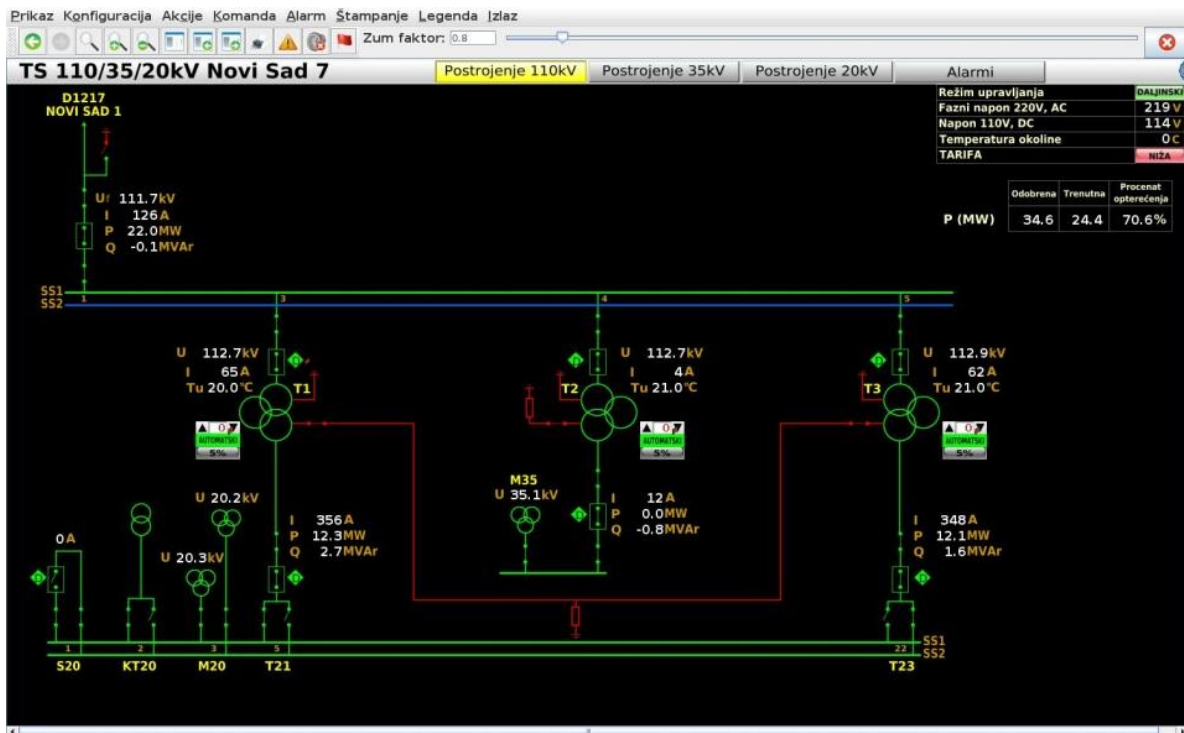 Prikaz Konfiguracija Akcije Komanda Alarm Štampanje Legenda Izlaz
Zum faktor: 0.8
TS 110/35/20kV Novi Sad 7
Postrojenje 110kV Postrojenje 35kV Postrojenje 20kV Alarmi
Režim upravljanja DALJINSKI
Fazni napon 220V, AC 219 V
Napon 110V, DC 114 V
Temperatura okoline 0 C
TARIFA NIŽA
Odobrena Trenutna Procenat opterećenja
P (MW) 34.6 24.4 70.6%
D1217
NOVI SAD 1
Uf 111.7kV
I 126A
P 22.0MW
Q -0.1MVAr
SS1
SS2
1 3 4 5
U 112.7kV
I 65A
Tu 20.0°C
T1
0
AUTOMATSKI
5%
U 112.7kV
I 4A
Tu 21.0°C
T2
0
AUTOMATSKI
5%
U 112.9kV
I 62A
Tu 21.0°C
T3
0
AUTOMATSKI
5%
M35
U 35.1kV
I 12A
P 0.0MW
Q -0.8MVAr
U 20.2kV
U 20.3kV
0A
I 356A
P 12.3MW
Q 2.7MVAr
I 348A
P 12.1MW
Q 1.6MVAr
SS1
SS2
1 2 3 5 22
S20 KT20 M20 T21 T23